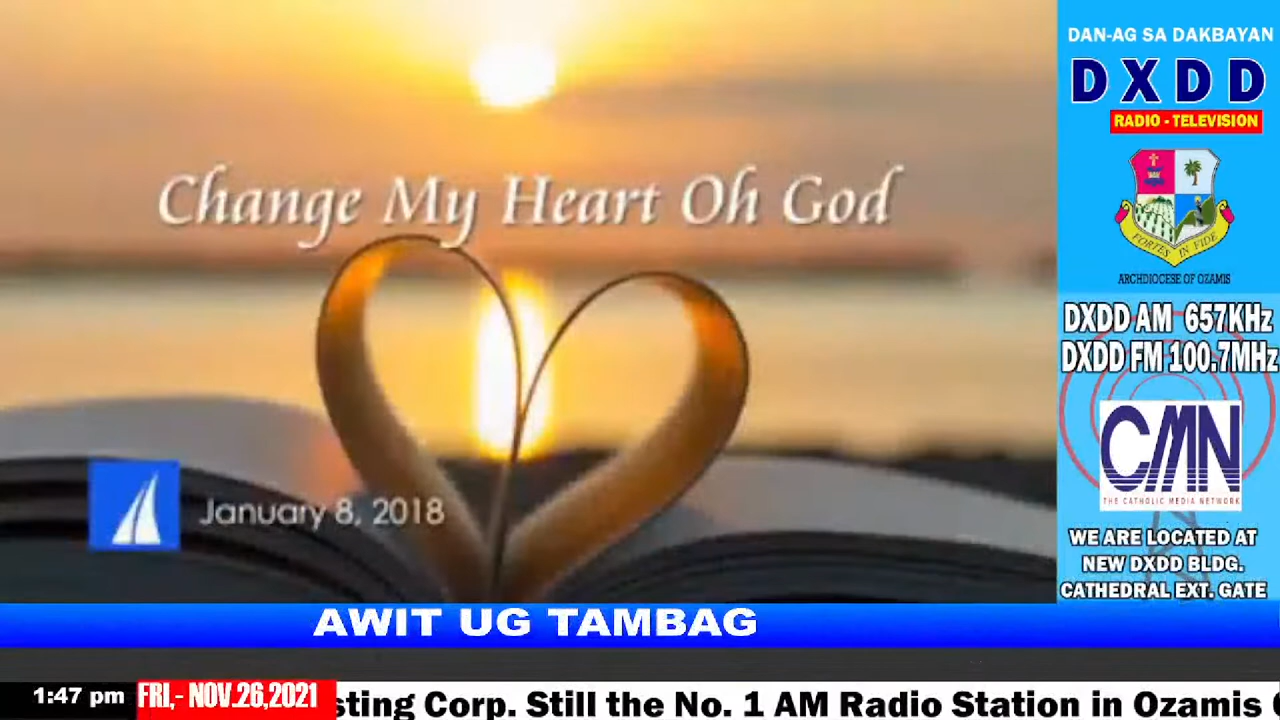 Change My Heart Oh God
January 8, 2018
DAN-AG SA DAKBAYAN
DXDD
RADIO - TELEVISION
FORTES IN FIDE
ARCHDIOCESE OF OZAMIS
DXDD AM 657KHz
DXDD FM 100.7MHz
CMN
THE CATHOLIC MEDIA NETWORK
WE ARE LOCATED AT
NEW DXDD BLDG.
CATHEDRAL EXT. GATE
AWIT UG TAMBAG
1:47 pm FRI,- NOV.26,2021 sting Corp. Still the No. 1 AM Radio Station in Ozamis